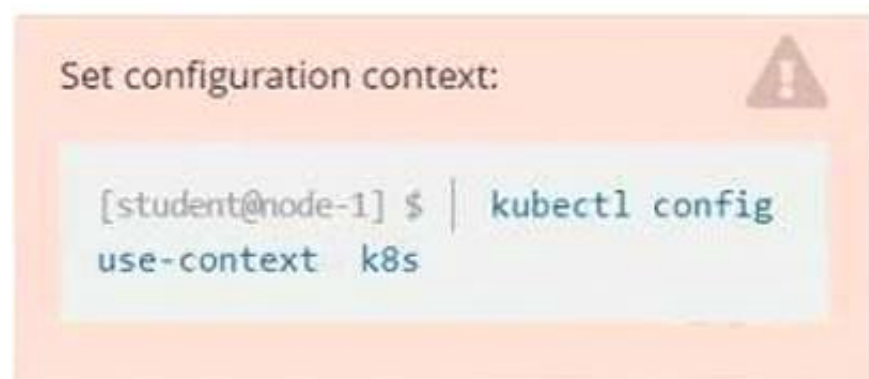 Set configuration context:
[student@node-1] $ | kubectl config
use-context k8s